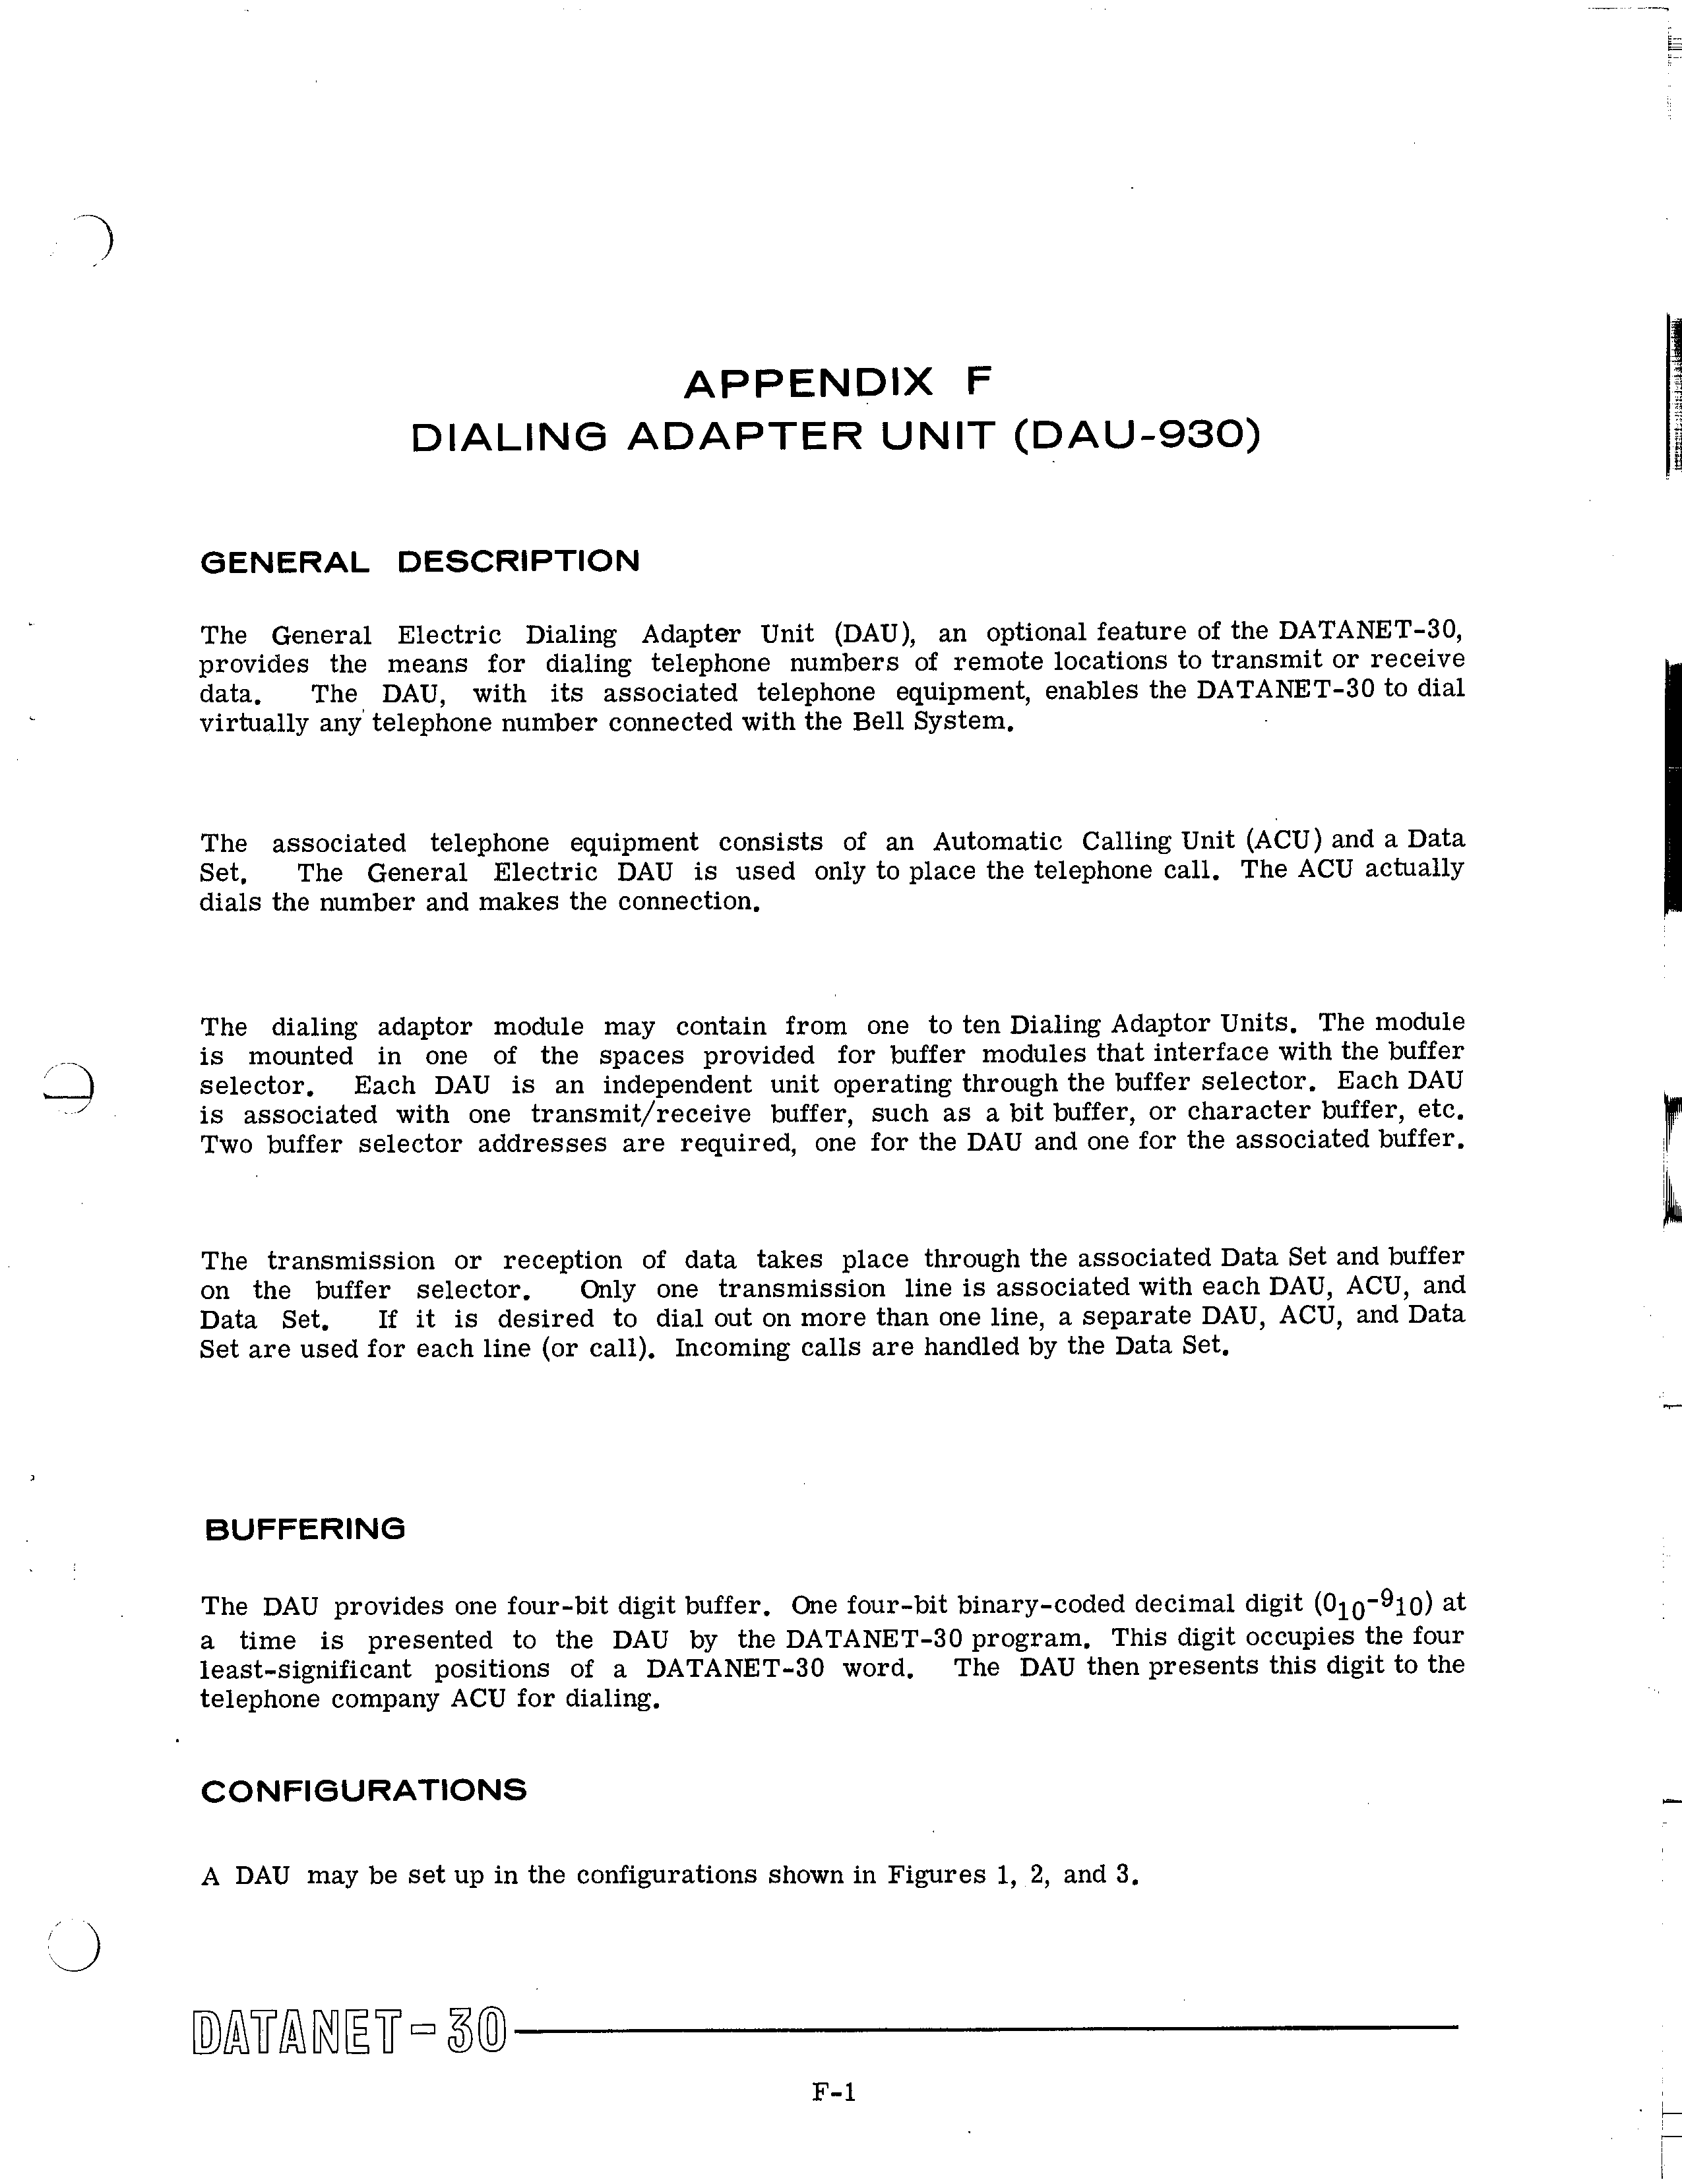 APPENDIX F
DIALING ADAPTER UNIT (DAU-930)
GENERAL DESCRIPTION
The General Electric Dialing Adapter Unit (DAU), an optional feature of the DATANET-30,
provides the means for dialing telephone numbers of remote locations to transmit or receive
data. The DAU, with its associated telephone equipment, enables the DATANET-30 to dial
virtually any telephone number connected with the Bell System.
The associated telephone equipment consists of an Automatic Calling Unit (ACU) and a Data
Set. The General Electric DAU is used only to place the telephone call. The ACU actually
dials the number and makes the connection.
The dialing adaptor module may contain from one to ten Dialing Adaptor Units. The module
is mounted in one of the spaces provided for buffer modules that interface with the buffer
selector. Each DAU is an independent unit operating through the buffer selector. Each DAU
is associated with one transmit/receive buffer, such as a bit buffer, or character buffer, etc.
Two buffer selector addresses are required, one for the DAU and one for the associated buffer.
The transmission or reception of data takes place through the associated Data Set and buffer
on the buffer selector. Only one transmission line is associated with each DAU, ACU, and
Data Set. If it is desired to dial out on more than one line, a separate DAU, ACU, and Data
Set are used for each line (or call). Incoming calls are handled by the Data Set.
BUFFERING
The DAU provides one four-bit digit buffer. One four-bit binary-coded decimal digit (0₁₀-9₁₀) at
a time is presented to the DAU by the DATANET-30 program. This digit occupies the four
least-significant positions of a DATANET-30 word. The DAU then presents this digit to the
telephone company ACU for dialing.
CONFIGURATIONS
A DAU may be set up in the configurations shown in Figures 1, 2, and 3.
DATANET-30
F-1